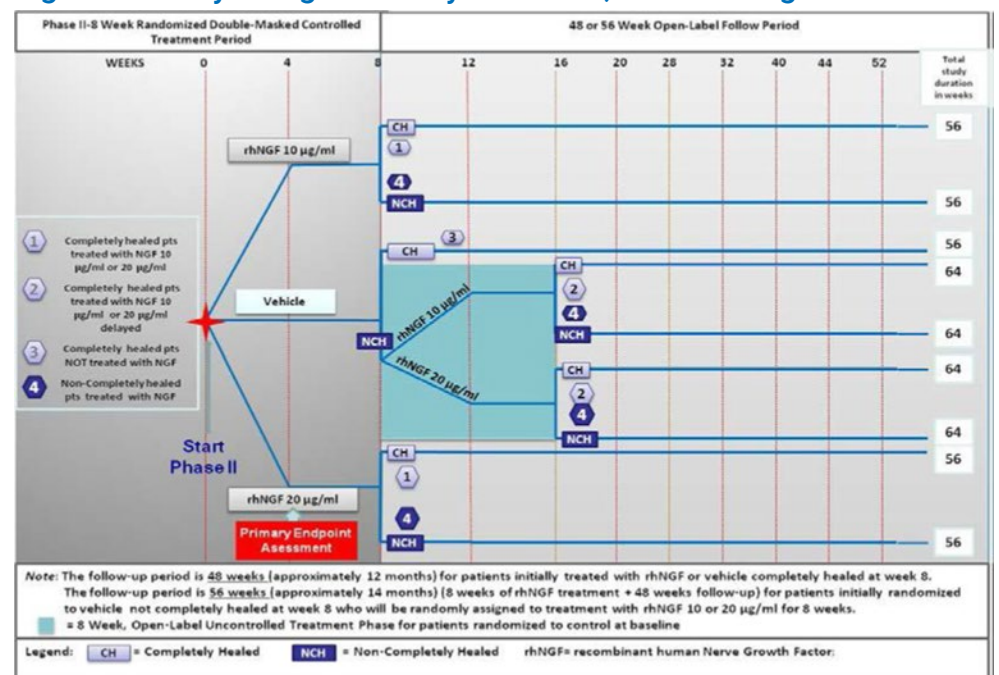 Phase II-8 Week Randomized Double-Masked Controlled
Treatment Period
48 or 56 Week Open-Label Follow Period
WEEKS 0 4 8 12 16 20 28 32 40 44 52
Total
study
duration
in weeks
CH
56
1
rhNGF 10 µg/ml
4
NCH
56
1 Completely healed pts
treated with NGF 10
µg/ml or 20 µg/ml
2 Completely healed pts
treated with NGF 10
µg/ml or 20 µg/ml
delayed
3 Completely healed pts
NOT treated with NGF
4 Non-Completely healed
pts treated with NGF
3
CH
56
CH
64
2
rhNGF 10 µg/ml
Vehicle
4
NCH
NCH
64
rhNGF 20 µg/ml
CH
64
2
4
NCH
64
Start
Phase II
CH
56
1
rhNGF 20 µg/ml
4
Primary Endpoint
Asessment
NCH
56
Note: The follow-up period is 48 weeks (approximately 12 months) for patients initially treated with rhNGF or vehicle completely healed at week 8.
The follow-up period is 56 weeks (approximately 14 months) (8 weeks of rhNGF treatment + 48 weeks follow-up) for patients initially randomized
to vehicle not completely healed at week 8 who will be randomly assigned to treatment with rhNGF 10 or 20 µg/ml for 8 weeks.
= 8 Week, Open-Label Uncontrolled Treatment Phase for patients randomized to control at baseline
Legend: CH = Completely Healed NCH = Non-Completely Healed rhNGF= recombinant human Nerve Growth Factor: